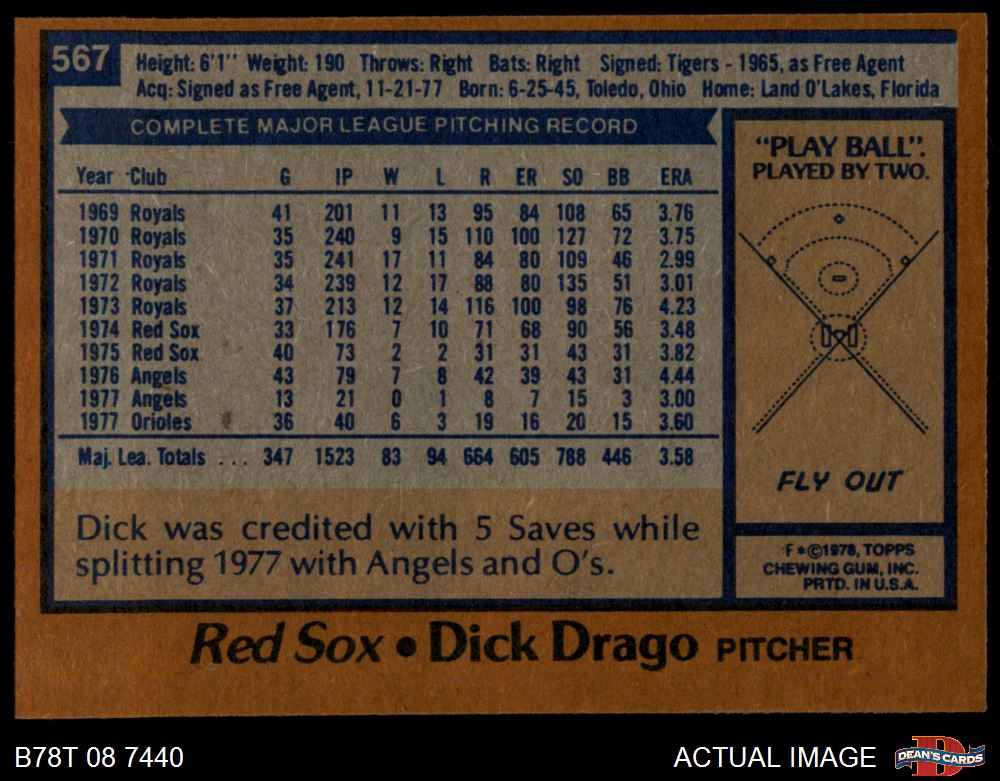 567
Height: 6'1" Weight: 190 Throws: Right Bats: Right Signed: Tigers - 1965, as Free Agent
Acq: Signed as Free Agent, 11-21-77 Born: 6-25-45, Toledo, Ohio Home: Land O'Lakes, Florida
COMPLETE MAJOR LEAGUE PITCHING RECORD
Year Club G IP W L R ER SO BB ERA
1969 Royals 41 201 11 13 95 84 108 65 3.76
1970 Royals 35 240 9 15 110 100 127 72 3.75
1971 Royals 35 241 17 11 84 80 109 46 2.99
1972 Royals 34 239 12 17 88 80 135 51 3.01
1973 Royals 37 213 12 14 116 100 98 76 4.23
1974 Red Sox 33 176 7 10 71 68 90 56 3.48
1975 Red Sox 40 73 2 2 31 31 43 31 3.82
1976 Angels 43 79 7 8 42 39 43 31 4.44
1977 Angels 13 21 0 1 8 7 15 3 3.00
1977 Orioles 36 40 6 3 19 16 20 15 3.60
Maj. Lea. Totals ... 347 1523 83 94 664 605 788 446 3.58
Dick was credited with 5 Saves while
splitting 1977 with Angels and O's.
"PLAY BALL".
PLAYED BY TWO.
FLY OUT
F*©1978, TOPPS
CHEWING GUM, INC.
PRTD. IN U.S.A.
Red Sox • Dick Drago PITCHER
B78T 08 7440
ACTUAL IMAGE
DEAN'S CARDS